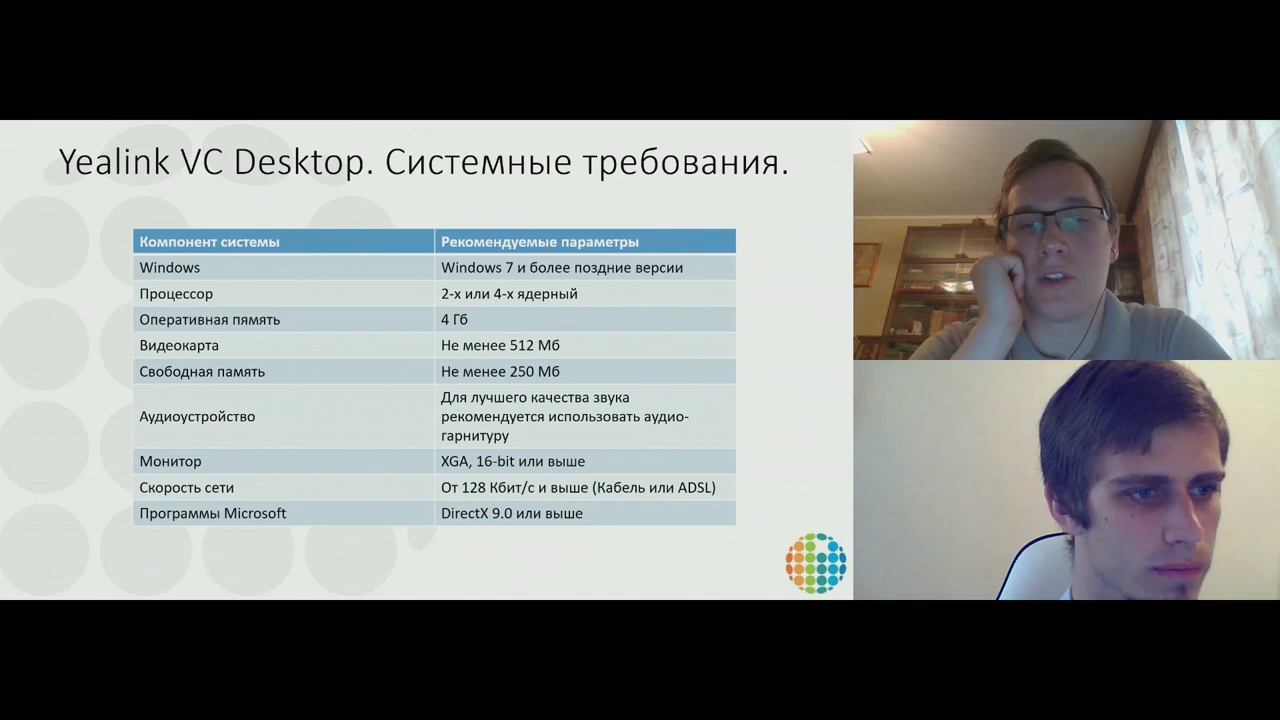 Yealink VC Desktop. Системные требования.
Компонент системы
Рекомендуемые параметры
Windows
Windows 7 и более поздние версии
Процессор
2-х или 4-х ядерный
Оперативная пямять
4 Гб
Видеокарта
Не менее 512 Мб
Свободная память
Не менее 250 Мб
Аудиоустройство
Для лучшего качества звука
рекомендуется использовать аудио-
гарнитуру
Монитор
XGA, 16-bit или выше
Скорость сети
От 128 Кбит/с и выше (Кабель или ADSL)
Программы Microsoft
DirectX 9.0 или выше